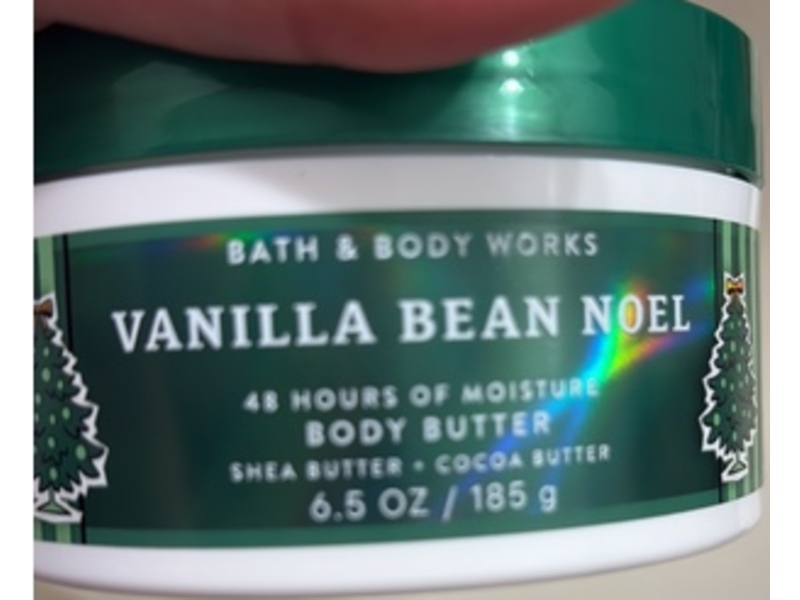 BATH & BODY WORKS
VANILLA BEAN NOEL
48 HOURS OF MOISTURE
BODY BUTTER
SHEA BUTTER + COCOA BUTTER
6.5 OZ / 185 g